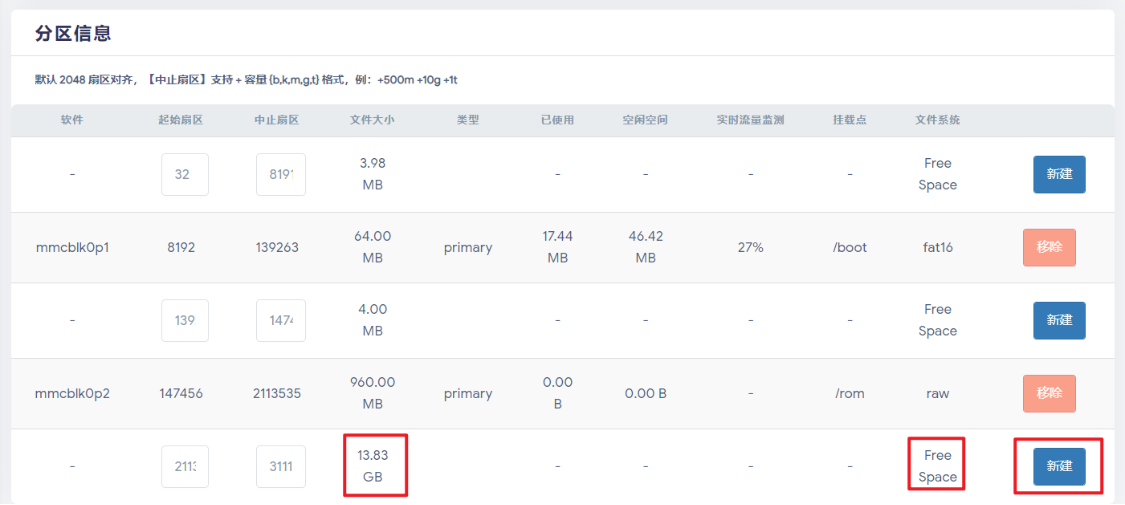 分区信息
默认 2048 扇区对齐，【中止扇区】支持 + 容量 {b,k,m,g,t} 格式，例：+500m +10g +1t
软件 起始扇区 中止扇区 文件大小 类型 已使用 空闲空间 实时流量监测 挂载点 文件系统
- 32 8191 3.98 MB - - - - Free Space 新建
mmcblk0p1 8192 139263 64.00 MB primary 17.44 MB 46.42 MB 27% /boot fat16 移除
- 139 1474 4.00 MB - - - - Free Space 新建
mmcblk0p2 147456 2113535 960.00 MB primary 0.00 B 0.00 B - /rom raw 移除
- 2113 3111 13.83 GB - - - - Free Space 新建